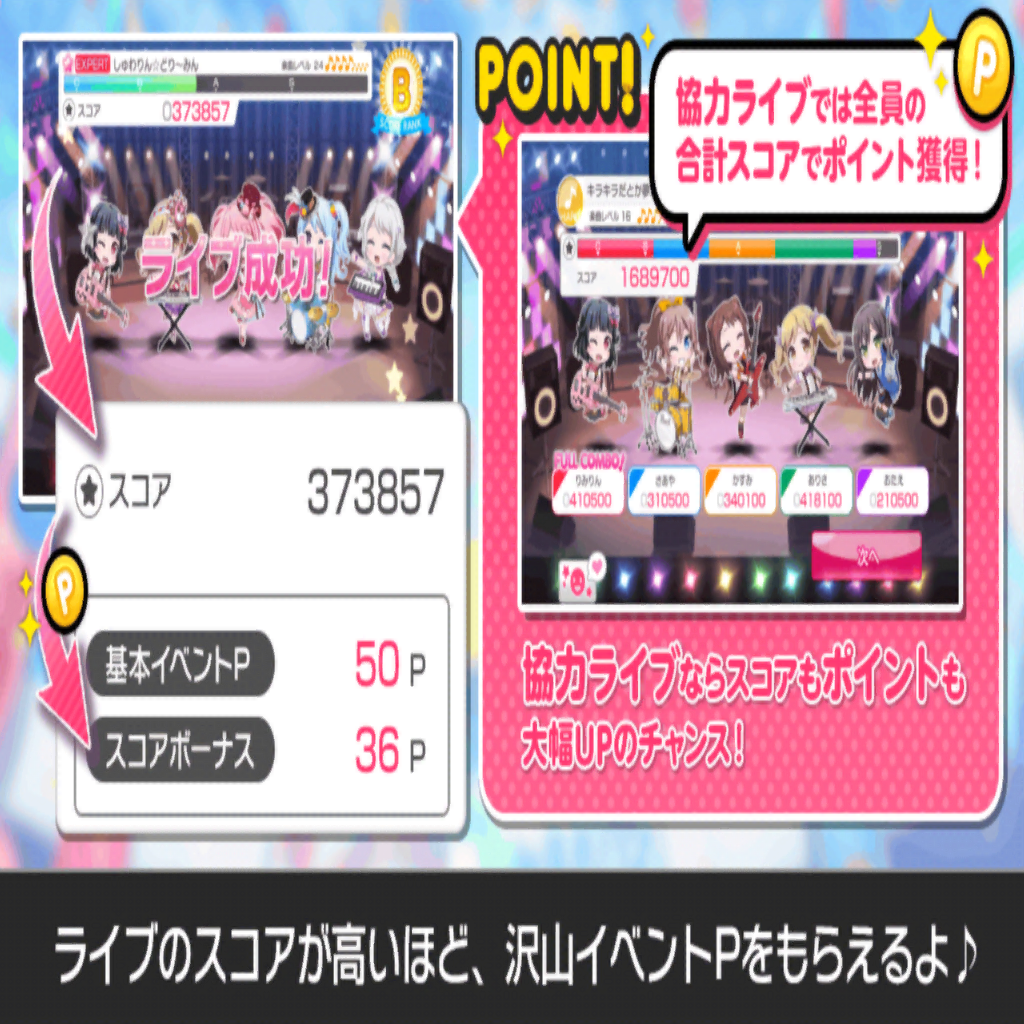 EXPERT しゅわりん☆どり〜みん 楽曲レベル 24
C B A S
スコア 0373857
B
SCORE RANK
ライブ成功!
スコア 373857
P
基本イベントP 50 P
スコアボーナス 36 P
POINT!
P
協力ライブでは全員の
合計スコアでポイント獲得!
キラキラだとか夢
楽曲レベル 16
C B A S
スコア 1689700
FULL COMBO!
りみりん さあや かすみ ありさ おたえ
0410500 0310500 0340100 0418100 0210500
次へ
協力ライブならスコアもポイントも
大幅UPのチャンス!
ライブのスコアが高いほど、沢山イベントPをもらえるよ♪